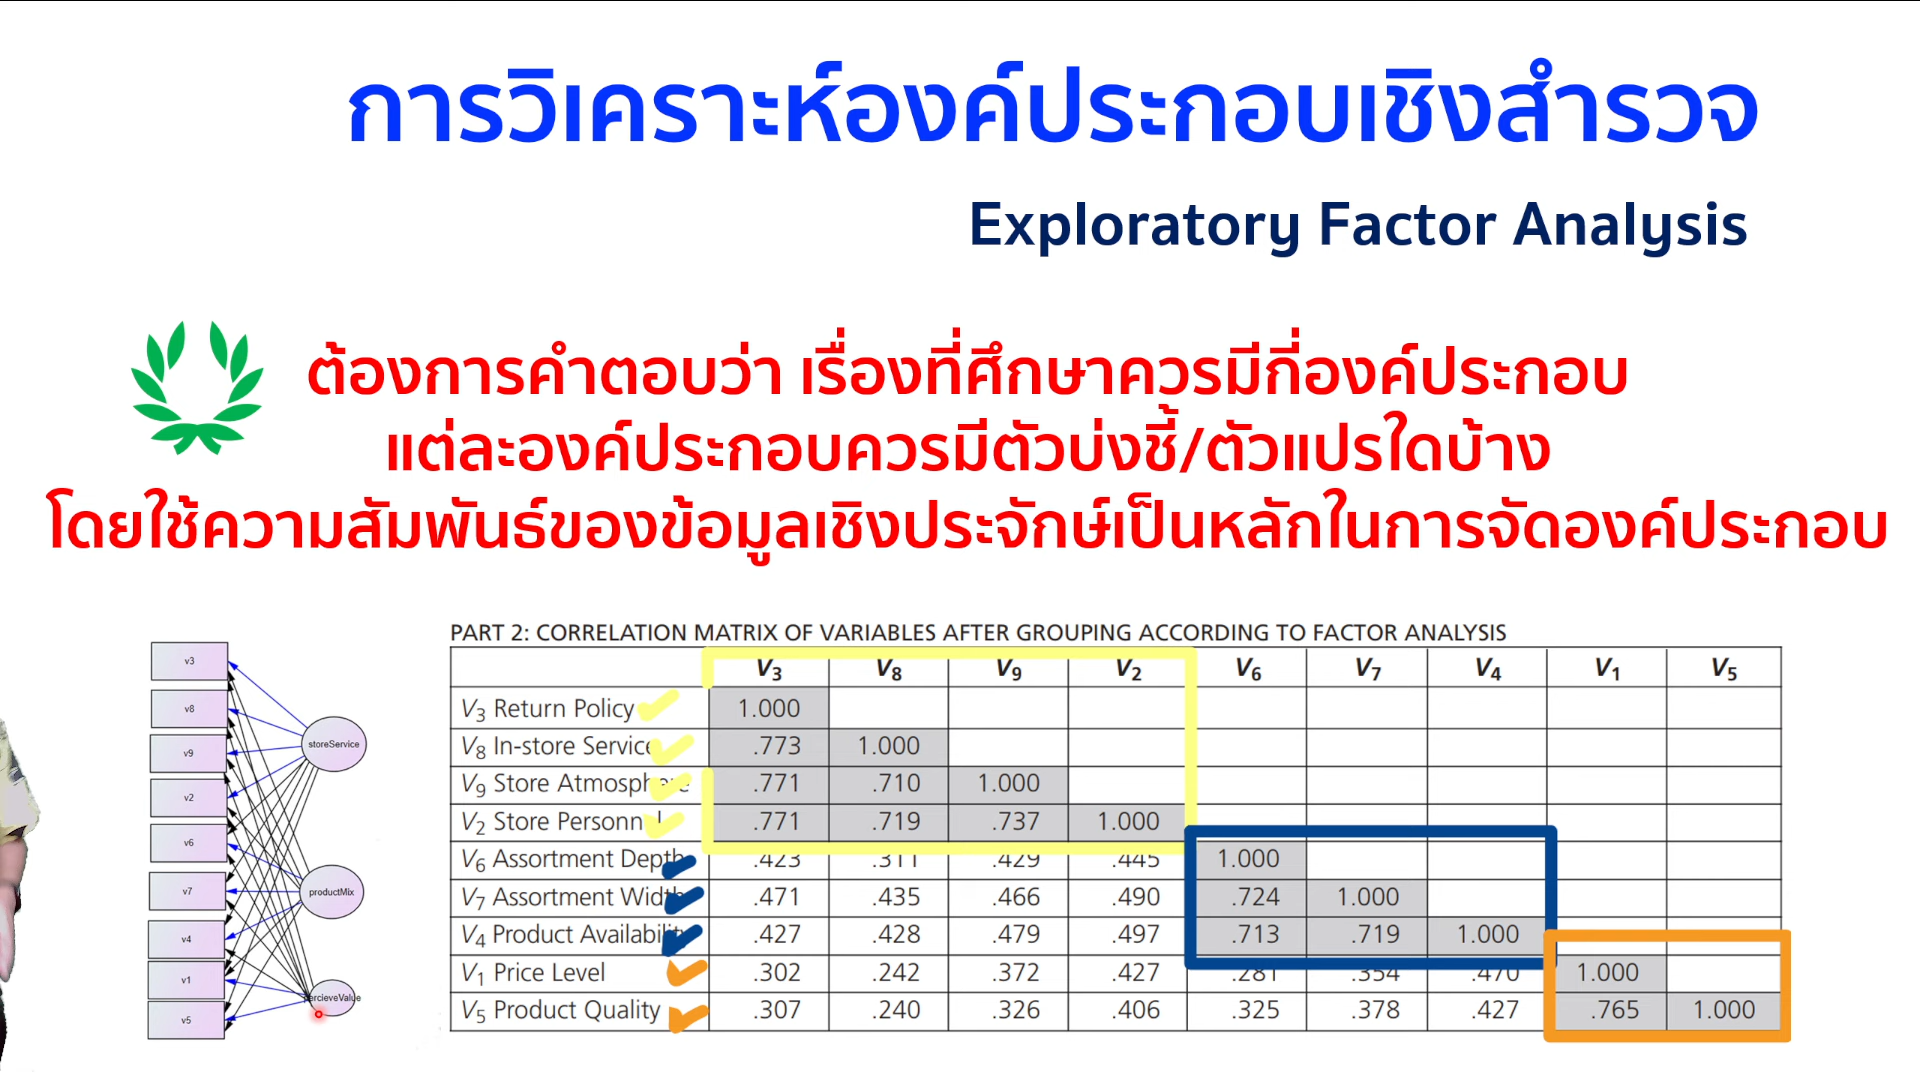 การวิเคราะห์องค์ประกอบเชิงสำรวจ
Exploratory Factor Analysis
ต้องการคำตอบว่า เรื่องที่ศึกษาควรมีกี่องค์ประกอบ
แต่ละองค์ประกอบควรมีตัวบ่งชี้/ตัวแปรใดบ้าง
โดยใช้ความสัมพันธ์ของข้อมูลเชิงประจักษ์เป็นหลักในการจัดองค์ประกอบ
v3
v8
v9
v2
v6
v7
v4
v1
v5
storeService
productMix
percieveValue
PART 2: CORRELATION MATRIX OF VARIABLES AFTER GROUPING ACCORDING TO FACTOR ANALYSIS
V3 V8 V9 V2 V6 V7 V4 V1 V5
V3 Return Policy 1.000
V8 In-store Service .773 1.000
V9 Store Atmosphere .771 .710 1.000
V2 Store Personnel .771 .719 .737 1.000
V6 Assortment Depth .423 .311 .429 .445 1.000
V7 Assortment Width .471 .435 .466 .490 .724 1.000
V4 Product Availability .427 .428 .479 .497 .713 .719 1.000
V1 Price Level .302 .242 .372 .427 .281 .354 .470 1.000
V5 Product Quality .307 .240 .326 .406 .325 .378 .427 .765 1.000